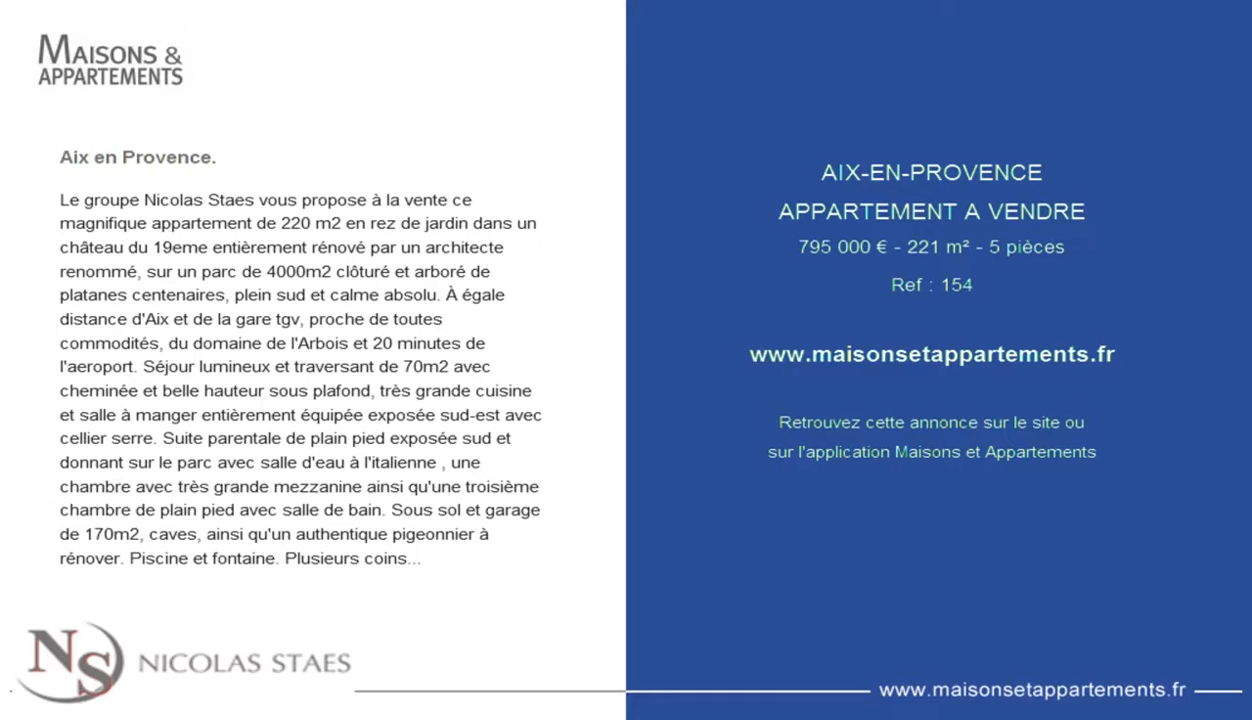 MAISONS &
APPARTEMENTS
Aix en Provence.
Le groupe Nicolas Staes vous propose à la vente ce
magnifique appartement de 220 m2 en rez de jardin dans un
château du 19eme entièrement rénové par un architecte
renommé, sur un parc de 4000m2 clôturé et arboré de
platanes centenaires, plein sud et calme absolu. À égale
distance d'Aix et de la gare tgv, proche de toutes
commodités, du domaine de l'Arbois et 20 minutes de
l'aeroport. Séjour lumineux et traversant de 70m2 avec
cheminée et belle hauteur sous plafond, très grande cuisine
et salle à manger entièrement équipée exposée sud-est avec
cellier serre. Suite parentale de plain pied exposée sud et
donnant sur le parc avec salle d'eau à l'italienne , une
chambre avec très grande mezzanine ainsi qu'une troisième
chambre de plain pied avec salle de bain. Sous sol et garage
de 170m2, caves, ainsi qu'un authentique pigeonnier à
rénover. Piscine et fontaine. Plusieurs coins...
NS NICOLAS STAES
AIX-EN-PROVENCE
APPARTEMENT A VENDRE
795 000 € - 221 m² - 5 pièces
Ref : 154
www.maisonsetappartements.fr
Retrouvez cette annonce sur le site ou
sur l'application Maisons et Appartements
www.maisonsetappartements.fr